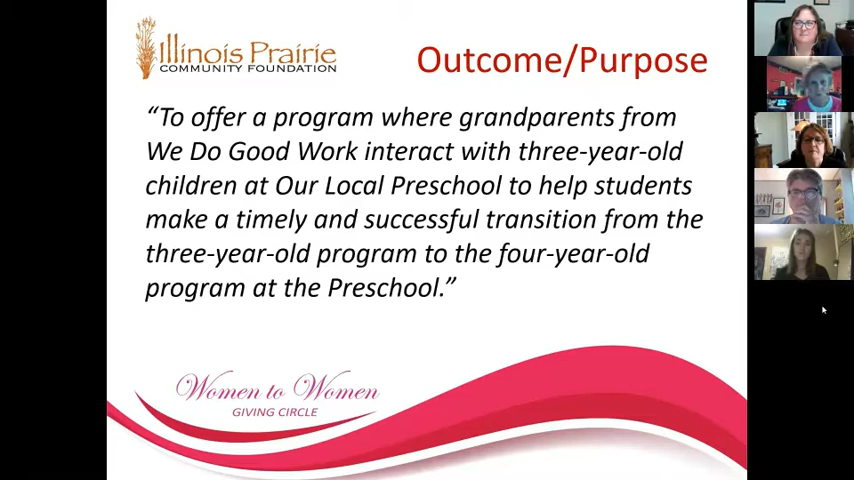 Illinois Prairie
COMMUNITY FOUNDATION
Outcome/Purpose
“To offer a program where grandparents from
We Do Good Work interact with three-year-old
children at Our Local Preschool to help students
make a timely and successful transition from the
three-year-old program to the four-year-old
program at the Preschool.”
Women to Women
GIVING CIRCLE